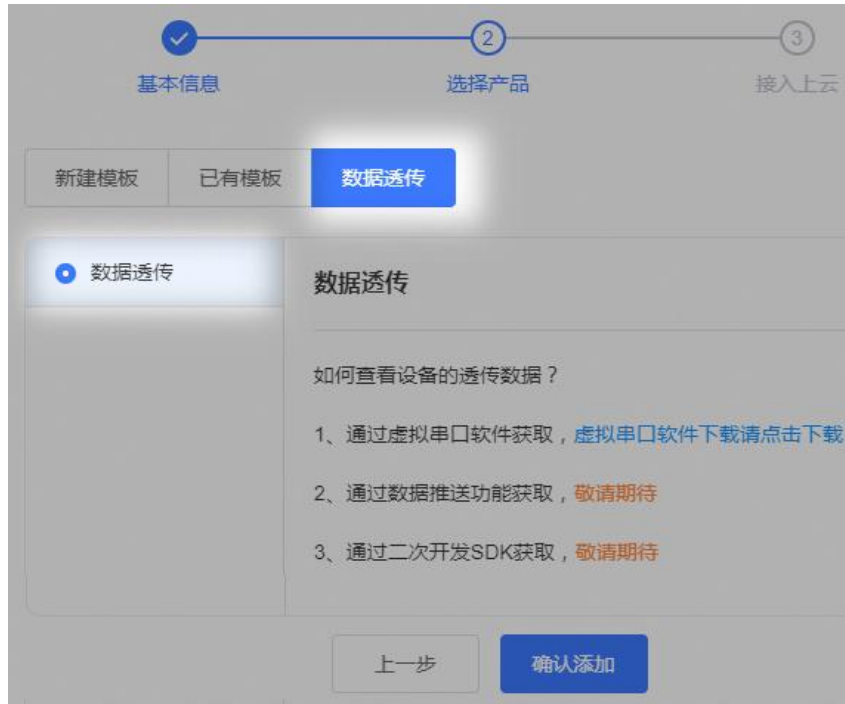 2 3
基本信息 选择产品 接入上云
新建模板 已有模板 数据透传
数据透传
数据透传
如何查看设备的透传数据？
1、通过虚拟串口软件获取，虚拟串口软件下载请点击下载
2、通过数据推送功能获取，敬请期待
3、通过二次开发SDK获取，敬请期待
上一步 确认添加